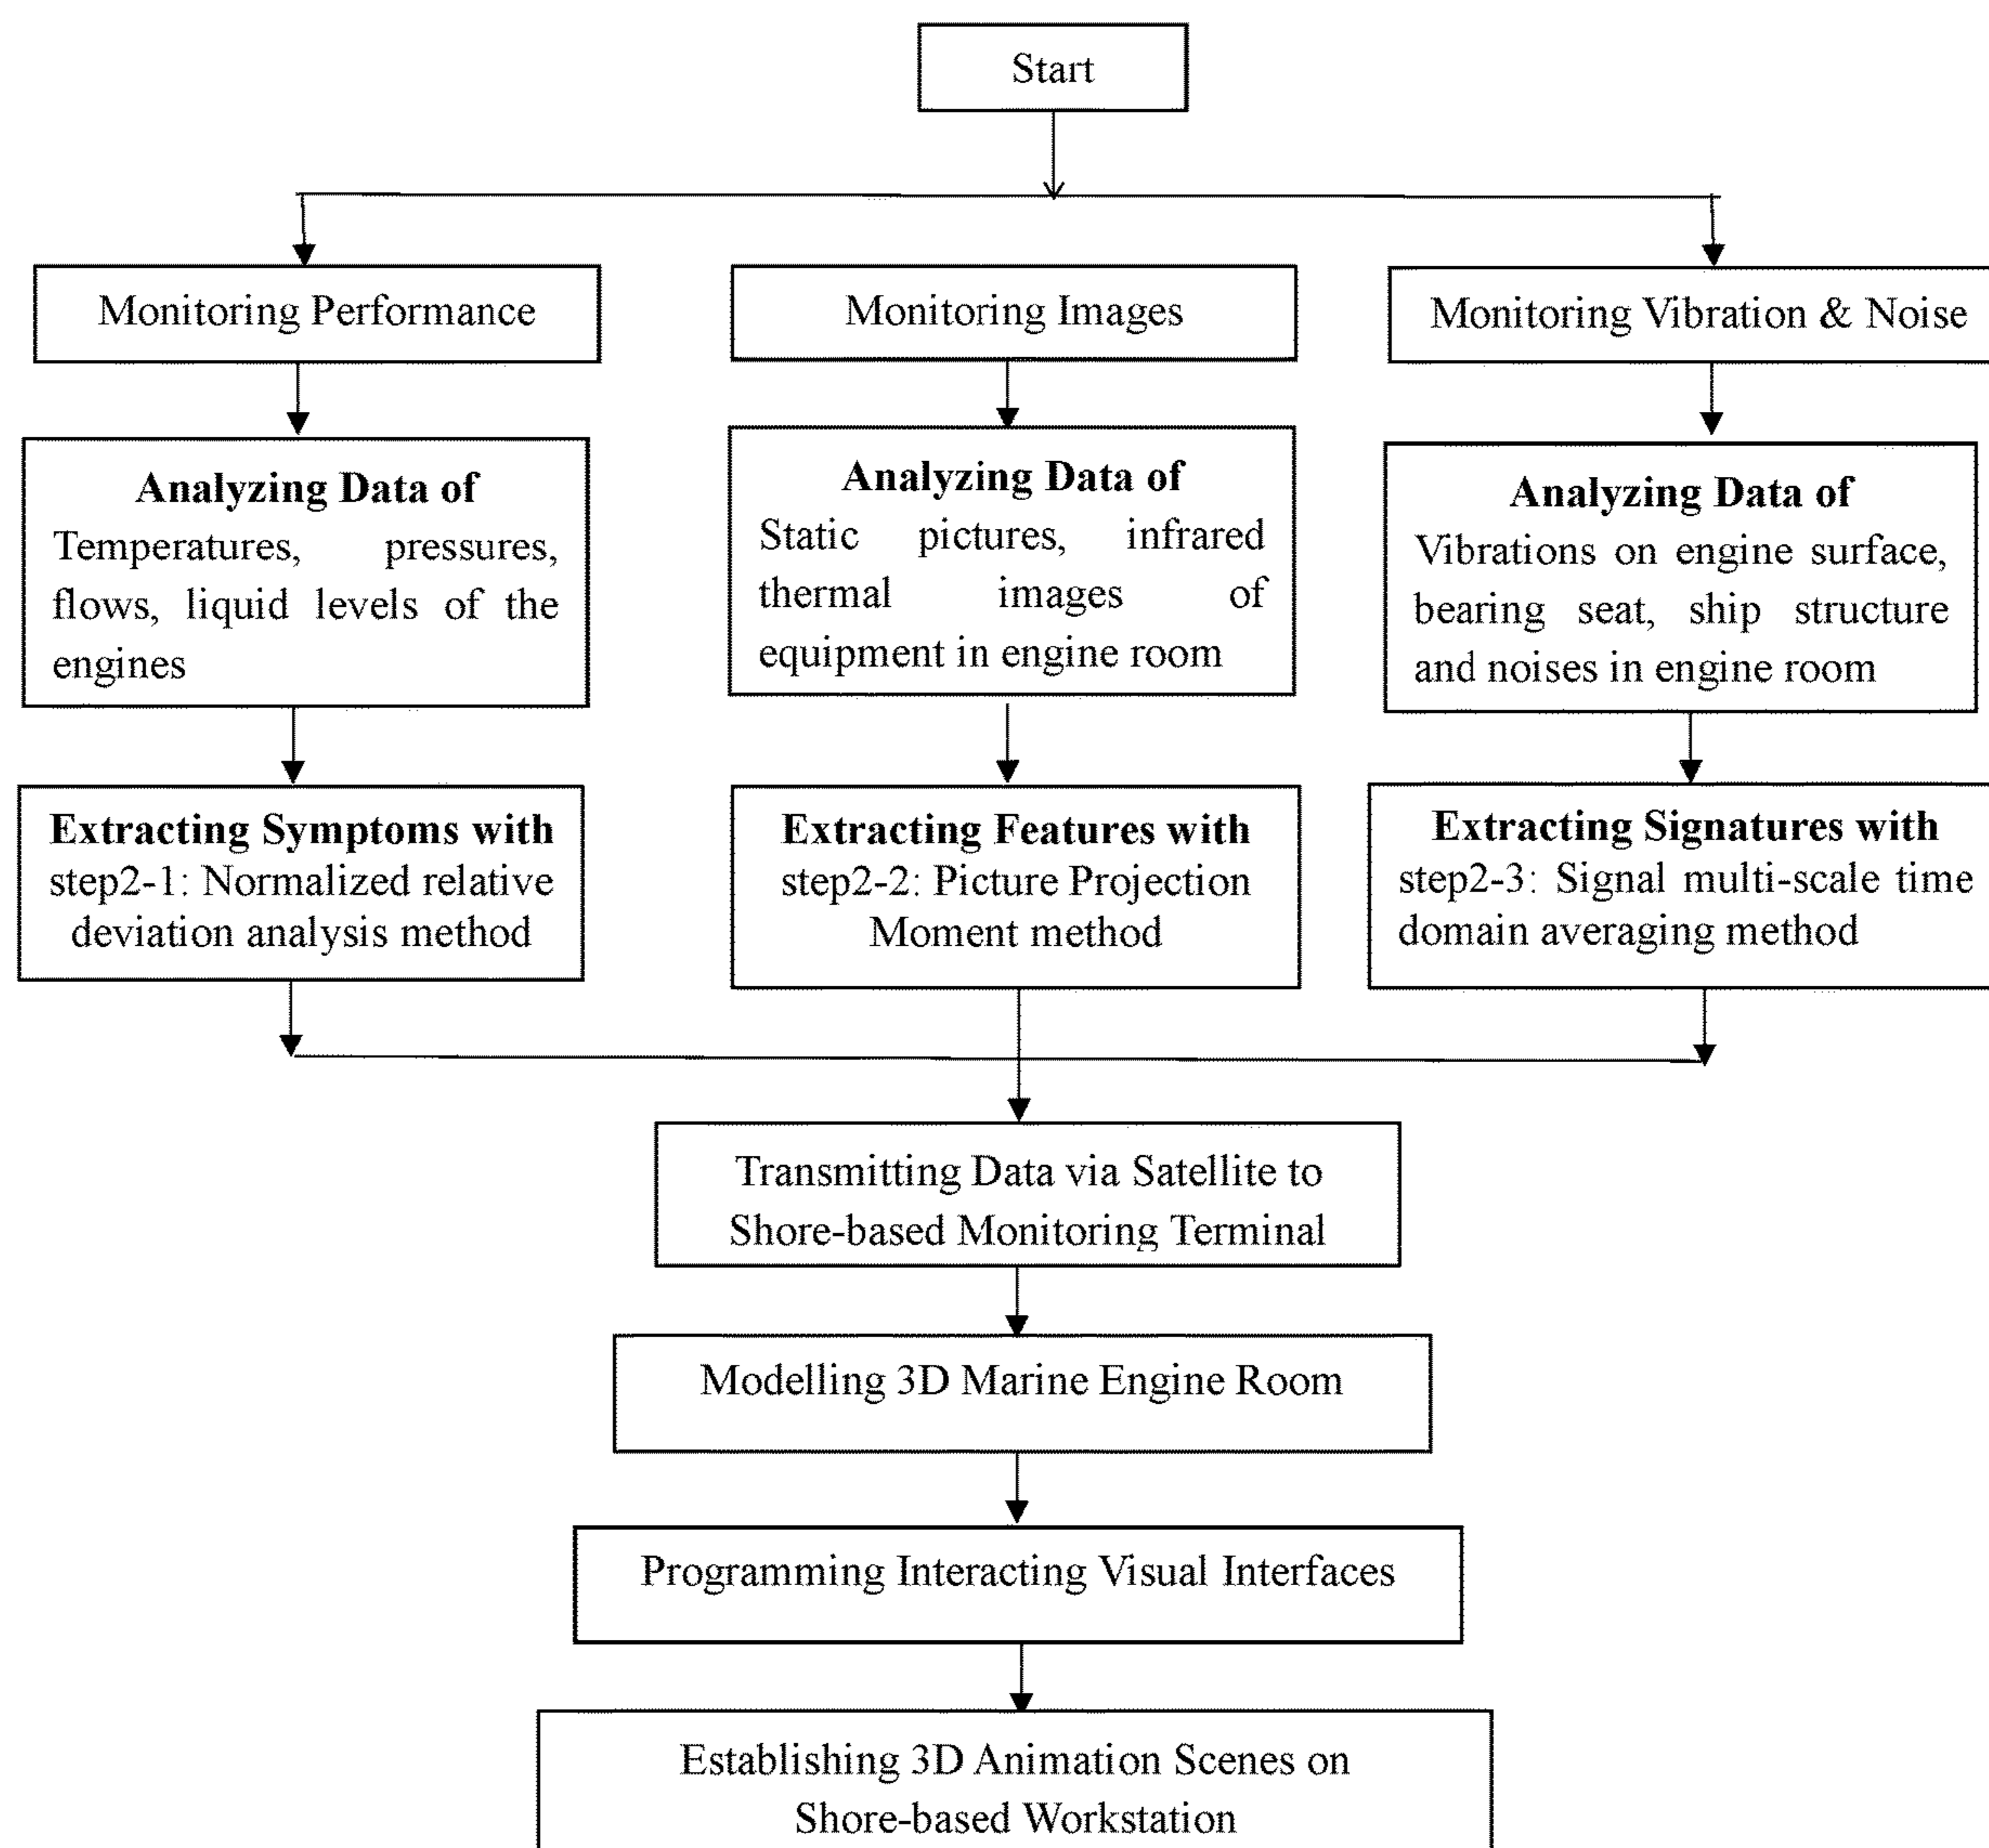 Start
Monitoring Performance
Monitoring Images
Monitoring Vibration & Noise
Analyzing Data of
Temperatures, pressures,
flows, liquid levels of the
engines
Analyzing Data of
Static pictures, infrared
thermal images of
equipment in engine room
Analyzing Data of
Vibrations on engine surface,
bearing seat, ship structure
and noises in engine room
Extracting Symptoms with
step2-1: Normalized relative
deviation analysis method
Extracting Features with
step2-2: Picture Projection
Moment method
Extracting Signatures with
step2-3: Signal multi-scale time
domain averaging method
Transmitting Data via Satellite to
Shore-based Monitoring Terminal
Modelling 3D Marine Engine Room
Programming Interacting Visual Interfaces
Establishing 3D Animation Scenes on
Shore-based Workstation